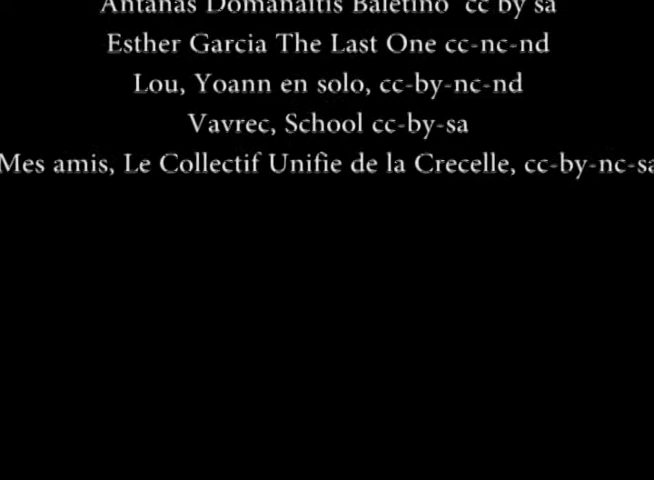 Antanas Domanaitis Baletino cc by sa
Esther Garcia The Last One cc-nc-nd
Lou, Yoann en solo, cc-by-nc-nd
Vavrec, School cc-by-sa
Mes amis, Le Collectif Unifie de la Crecelle, cc-by-nc-sa